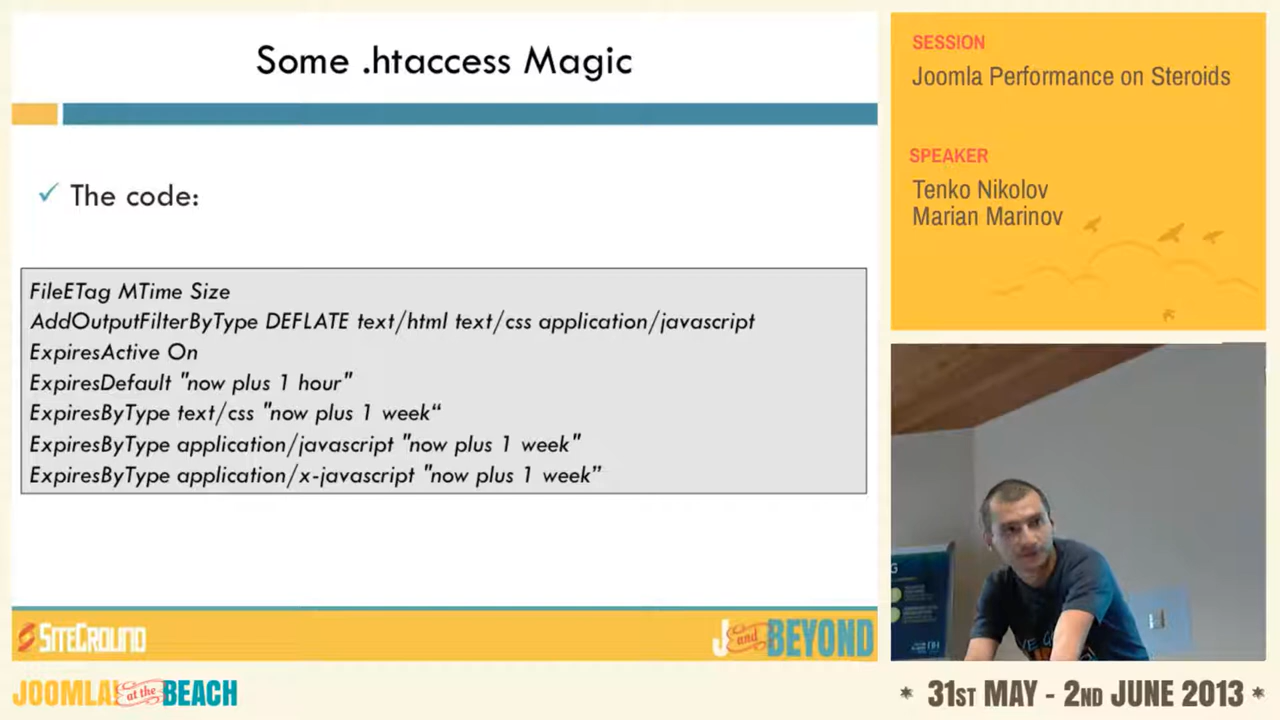 Some .htaccess Magic
✓ The code:
FileETag MTime Size
AddOutputFilterByType DEFLATE text/html text/css application/javascript
ExpiresActive On
ExpiresDefault "now plus 1 hour"
ExpiresByType text/css "now plus 1 week“
ExpiresByType application/javascript "now plus 1 week"
ExpiresByType application/x-javascript "now plus 1 week”
SITEGROUND
J and BEYOND
JOOMLA! at the BEACH
SESSION
Joomla Performance on Steroids
SPEAKER
Tenko Nikolov
Marian Marinov
* 31ST MAY - 2ND JUNE 2013 *